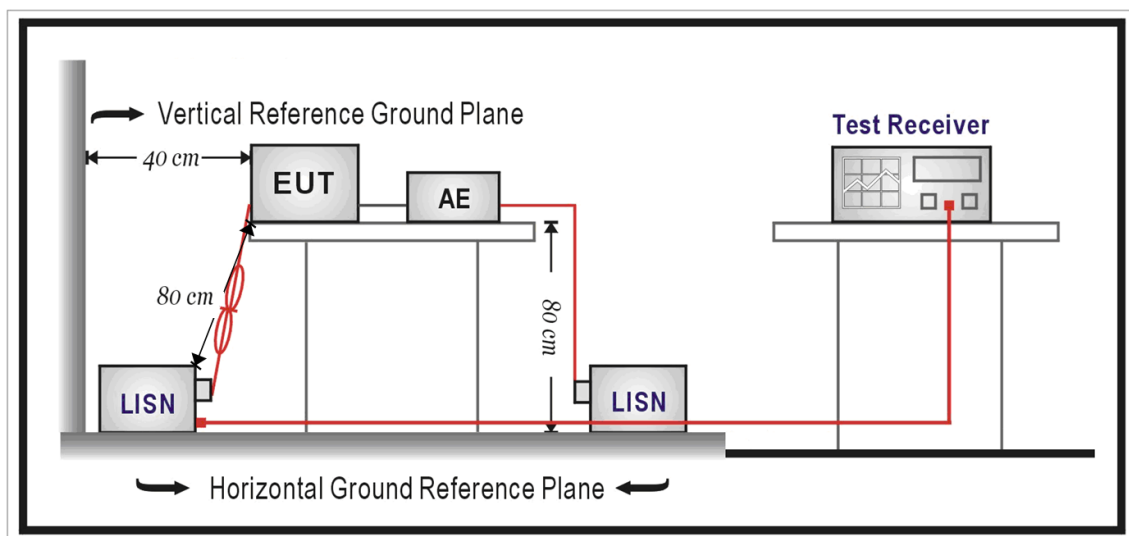 Vertical Reference Ground Plane
Test Receiver
40 cm
EUT
AE
80 cm
80 cm
LISN
LISN
Horizontal Ground Reference Plane